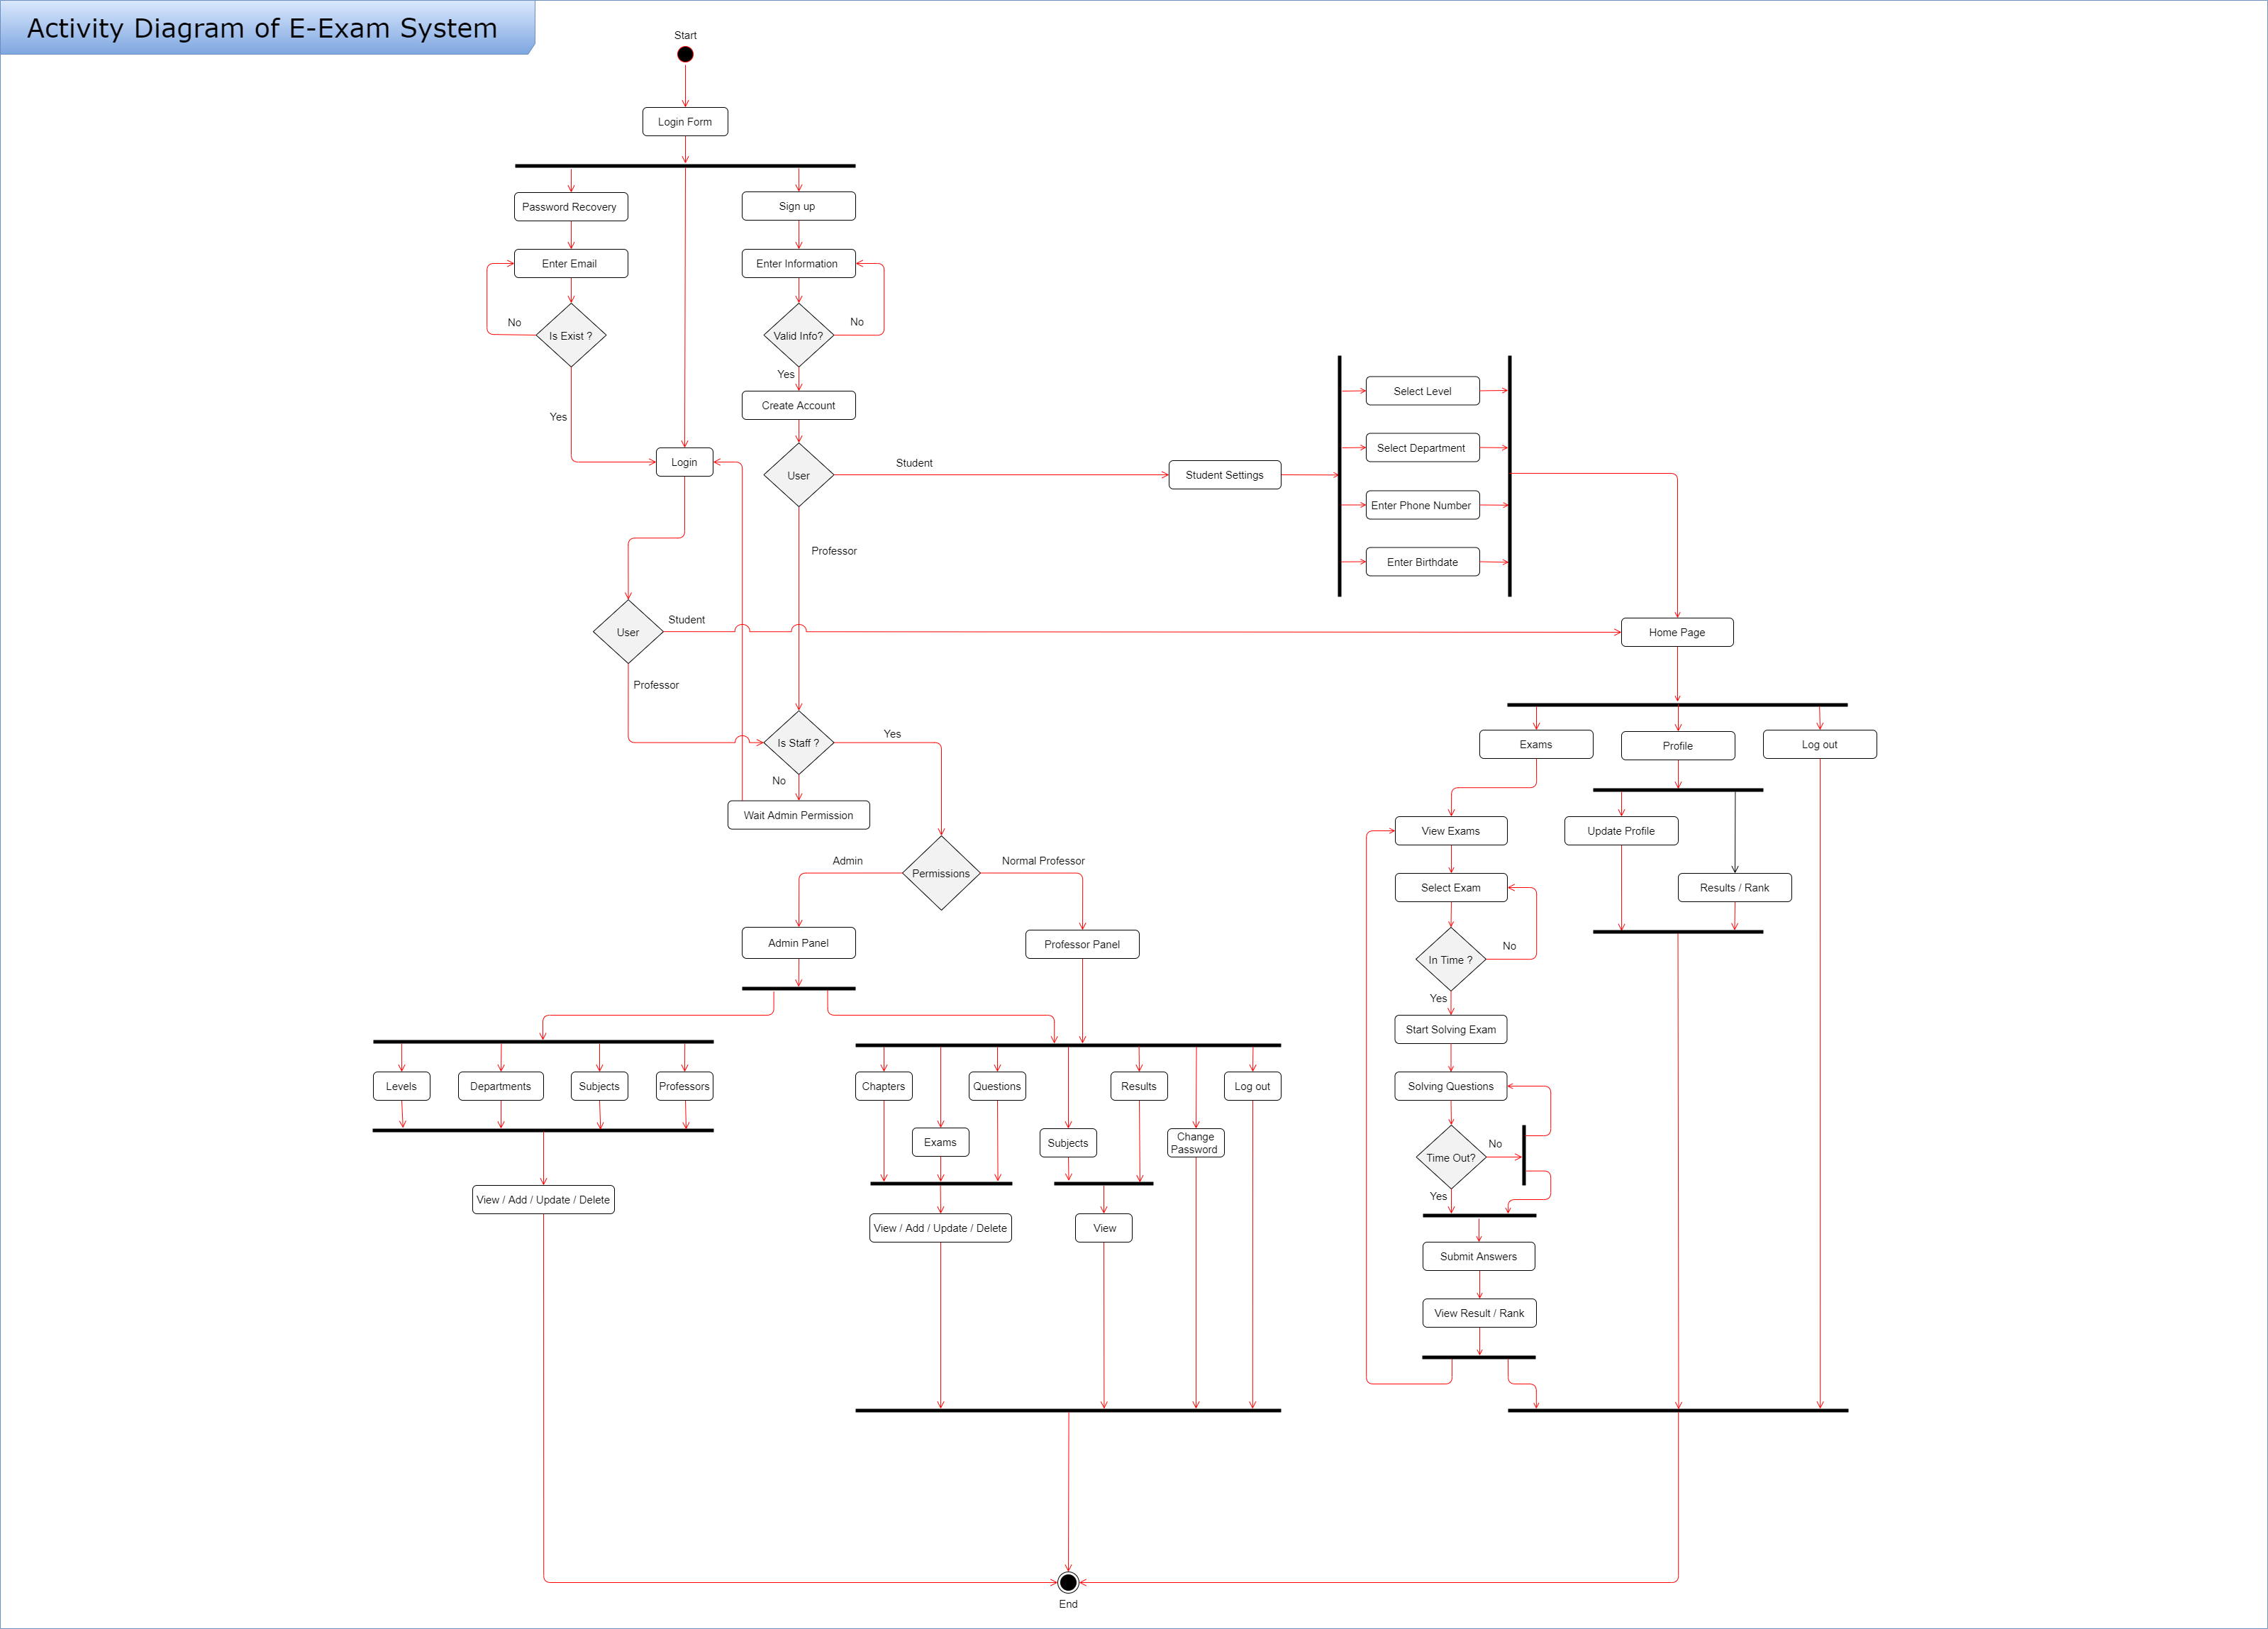 Activity Diagram of E-Exam System
Start
Login Form
Password Recovery
Sign up
Enter Email
Enter Information
No
Is Exist ?
Valid Info?
No
Yes
Create Account
Select Level
Yes
Login
User
Student
Student Settings
Select Department
Enter Phone Number
Professor
Enter Birthdate
User
Student
Home Page
Professor
Is Staff ?
Yes
Exams
Profile
Log out
No
Wait Admin Permission
View Exams
Update Profile
Admin
Permissions
Normal Professor
Select Exam
Results / Rank
Admin Panel
Professor Panel
In Time ?
No
Yes
Start Solving Exam
Levels
Departments
Subjects
Professors
Chapters
Questions
Results
Log out
Solving Questions
Exams
Subjects
Change
Password
Time Out?
No
Yes
View / Add / Update / Delete
View / Add / Update / Delete
View
Submit Answers
View Result / Rank
End